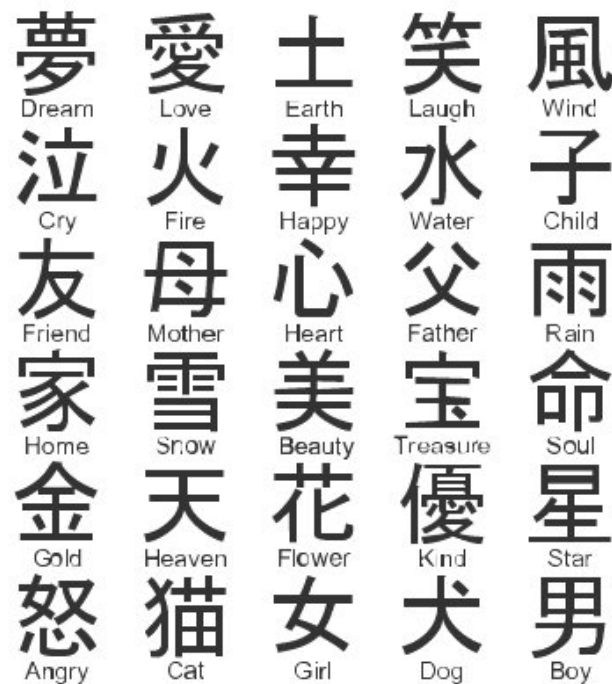 夢 愛 土 笑 風
Dream Love Earth Laugh Wind
泣 火 幸 水 子
Cry Fire Happy Water Child
友 母 心 父 雨
Friend Mother Heart Father Rain
家 雪 美 宝 命
Home Snow Beauty Treasure Soul
金 天 花 優 星
Gold Heaven Flower Kind Star
怒 猫 女 犬 男
Angry Cat Girl Dog Boy